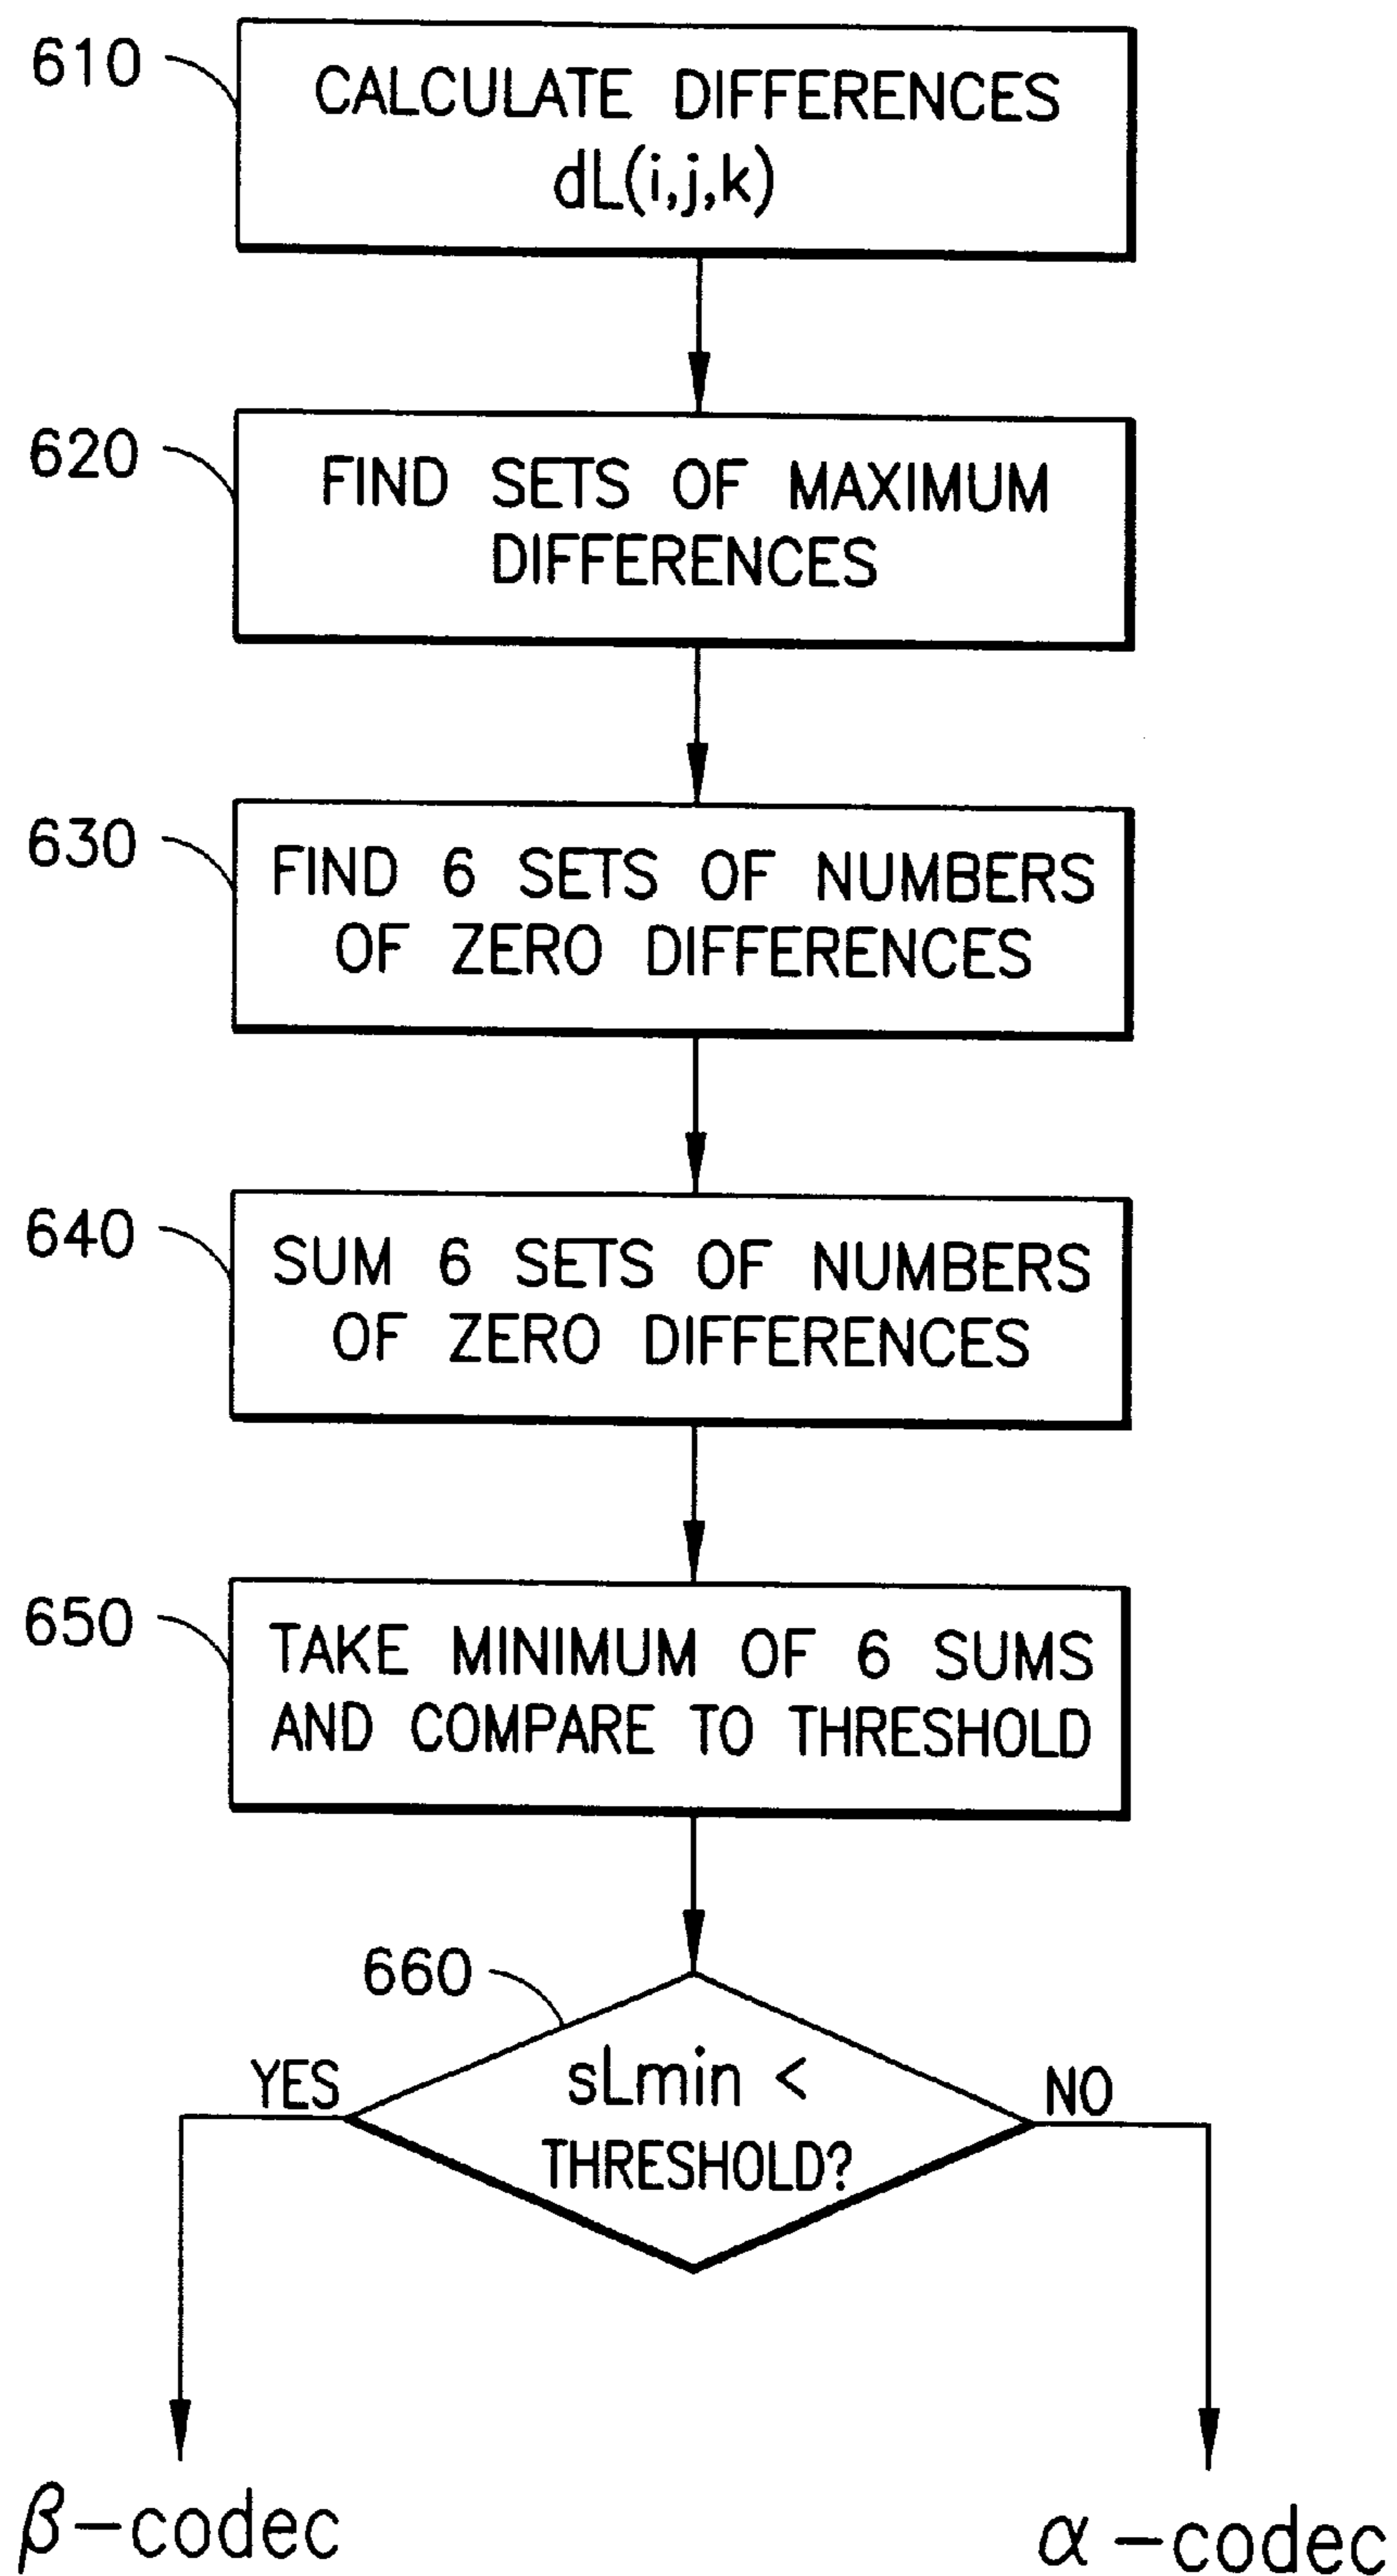 610
CALCULATE DIFFERENCES
dL(i,j,k)
620
FIND SETS OF MAXIMUM
DIFFERENCES
630
FIND 6 SETS OF NUMBERS
OF ZERO DIFFERENCES
640
SUM 6 SETS OF NUMBERS
OF ZERO DIFFERENCES
650
TAKE MINIMUM OF 6 SUMS
AND COMPARE TO THRESHOLD
660
sLmin <
THRESHOLD?
YES
NO
β-codec
α-codec